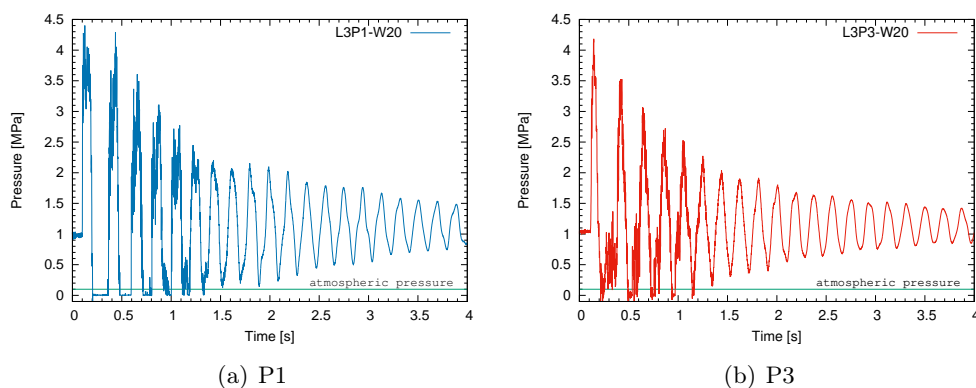 4.5
4
3.5
3
2.5
2
1.5
1
0.5
0
Pressure [MPa]
L3P1-W20
atmospheric pressure
0 0.5 1 1.5 2 2.5 3 3.5 4
Time [s]
(a) P1
4.5
4
3.5
3
2.5
2
1.5
1
0.5
0
Pressure [MPa]
L3P3-W20
atmospheric pressure
0 0.5 1 1.5 2 2.5 3 3.5 4
Time [s]
(b) P3